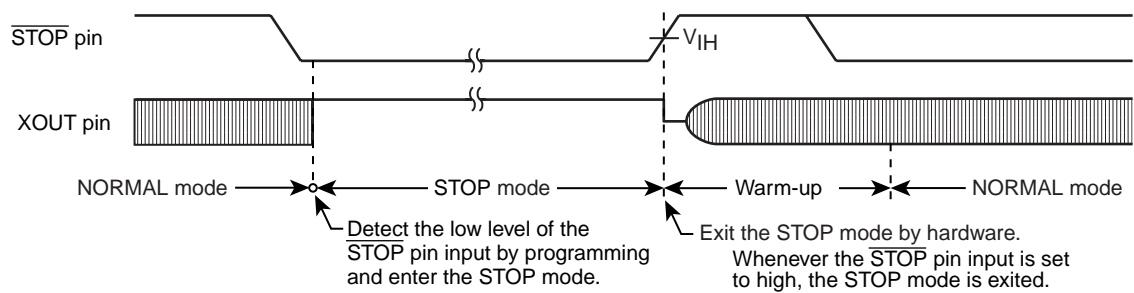 STOP pin
VIH
XOUT pin
NORMAL mode
STOP mode
Warm-up
NORMAL mode
Detect the low level of the
STOP pin input by programming
and enter the STOP mode.
Exit the STOP mode by hardware.
Whenever the STOP pin input is set
to high, the STOP mode is exited.